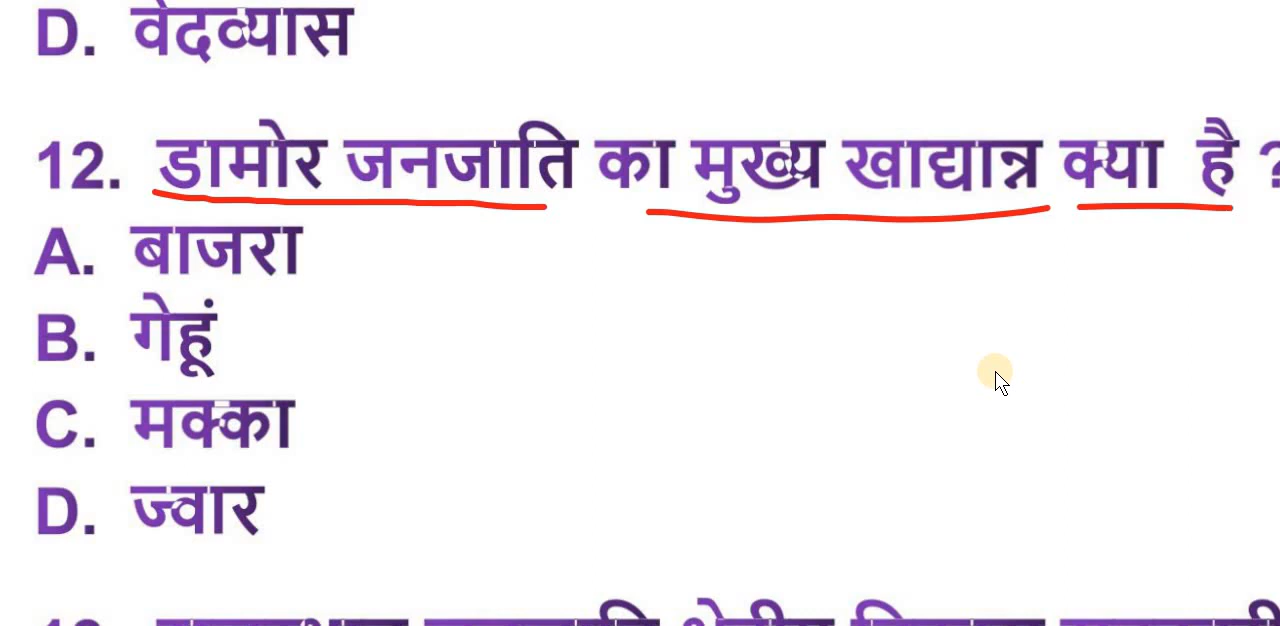 D. वेदव्यास
12. डामोर जनजाति का मुख्य खाद्यान्न क्या है ?
A. बाजरा
B. गेहूं
C. मक्का
D. ज्वार